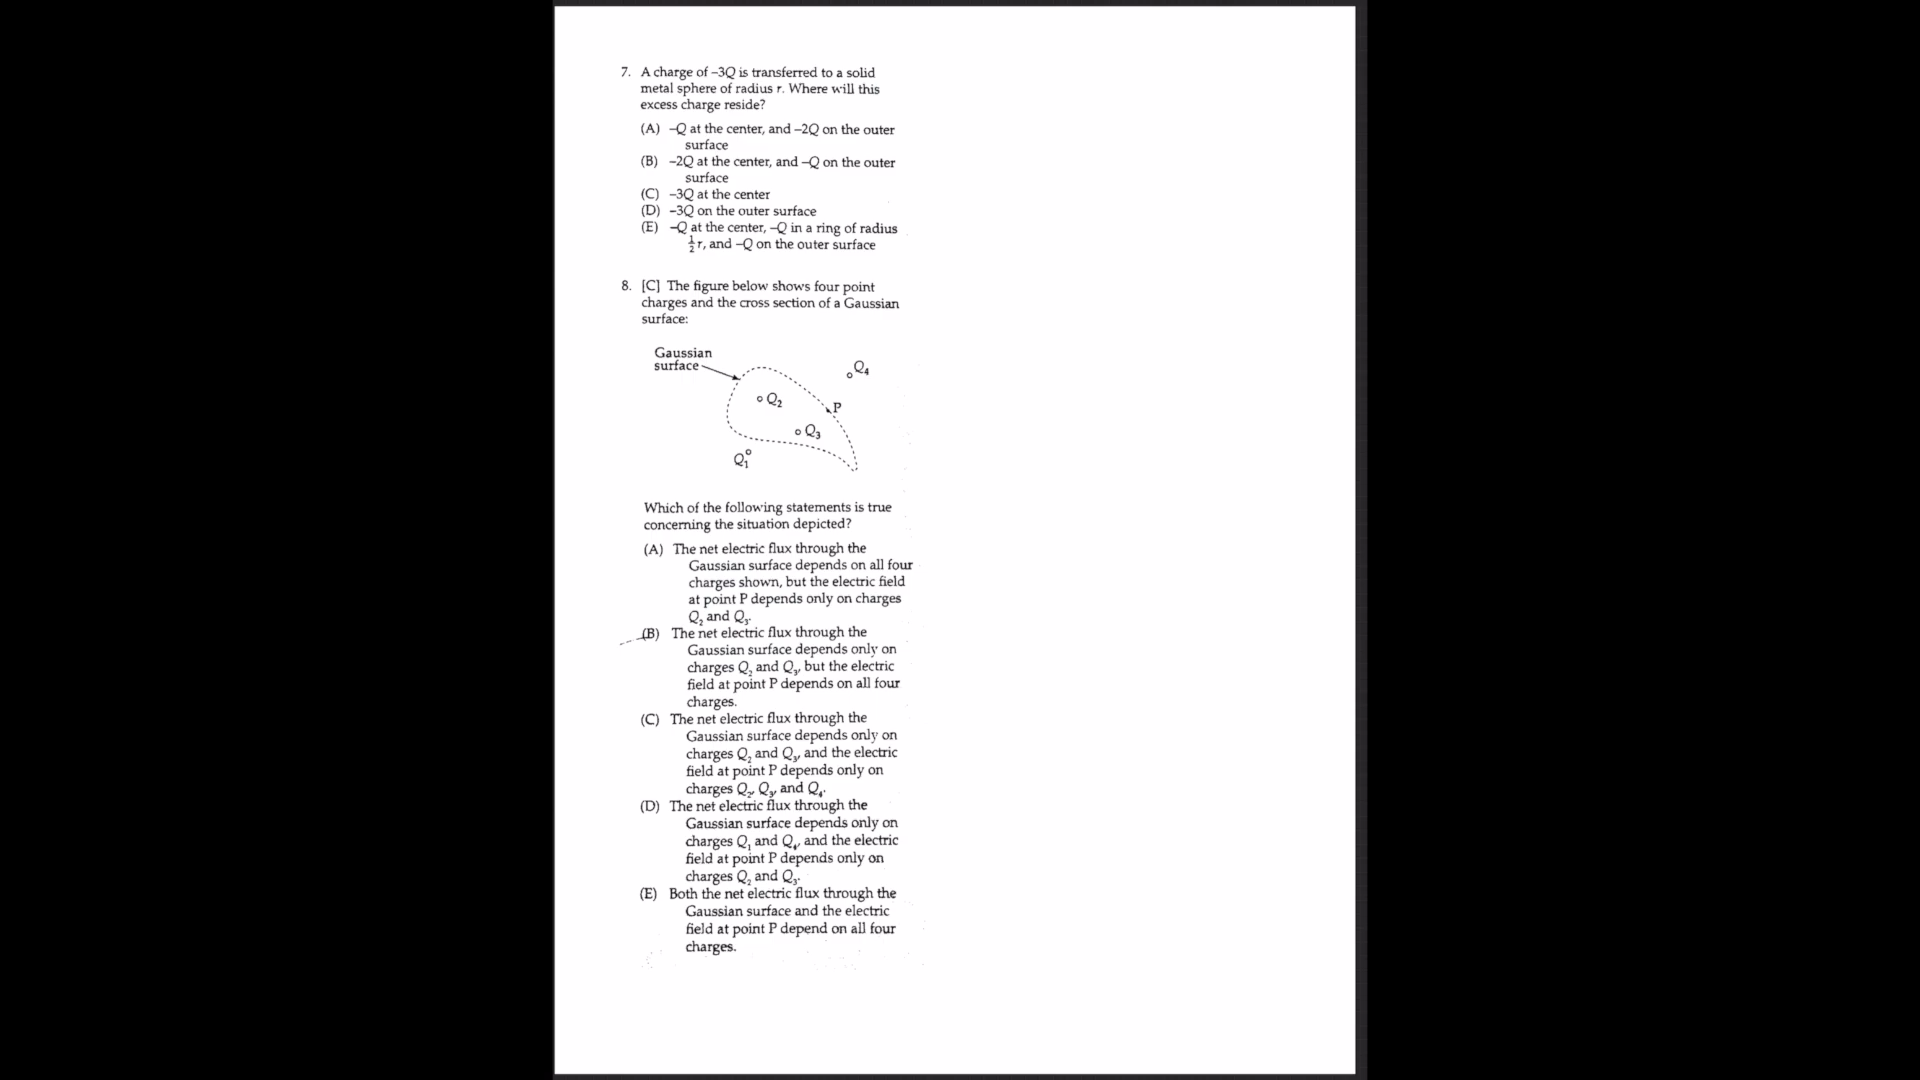 7. A charge of –3Q is transferred to a solid
metal sphere of radius r. Where will this
excess charge reside?
(A) –Q at the center, and –2Q on the outer
surface
(B) –2Q at the center, and –Q on the outer
surface
(C) –3Q at the center
(D) –3Q on the outer surface
(E) –Q at the center, –Q in a ring of radius
½r, and –Q on the outer surface
8. [C] The figure below shows four point
charges and the cross section of a Gaussian
surface:
Gaussian
surface
Q₄
Q₂
P
Q₃
Q₁
Which of the following statements is true
concerning the situation depicted?
(A) The net electric flux through the
Gaussian surface depends on all four
charges shown, but the electric field
at point P depends only on charges
Q₂ and Q₃.
(B) The net electric flux through the
Gaussian surface depends only on
charges Q₂ and Q₃, but the electric
field at point P depends on all four
charges.
(C) The net electric flux through the
Gaussian surface depends only on
charges Q₂ and Q₃, and the electric
field at point P depends only on
charges Q₂, Q₃, and Q₄.
(D) The net electric flux through the
Gaussian surface depends only on
charges Q₁ and Q₄, and the electric
field at point P depends only on
charges Q₂ and Q₃.
(E) Both the net electric flux through the
Gaussian surface and the electric
field at point P depend on all four
charges.